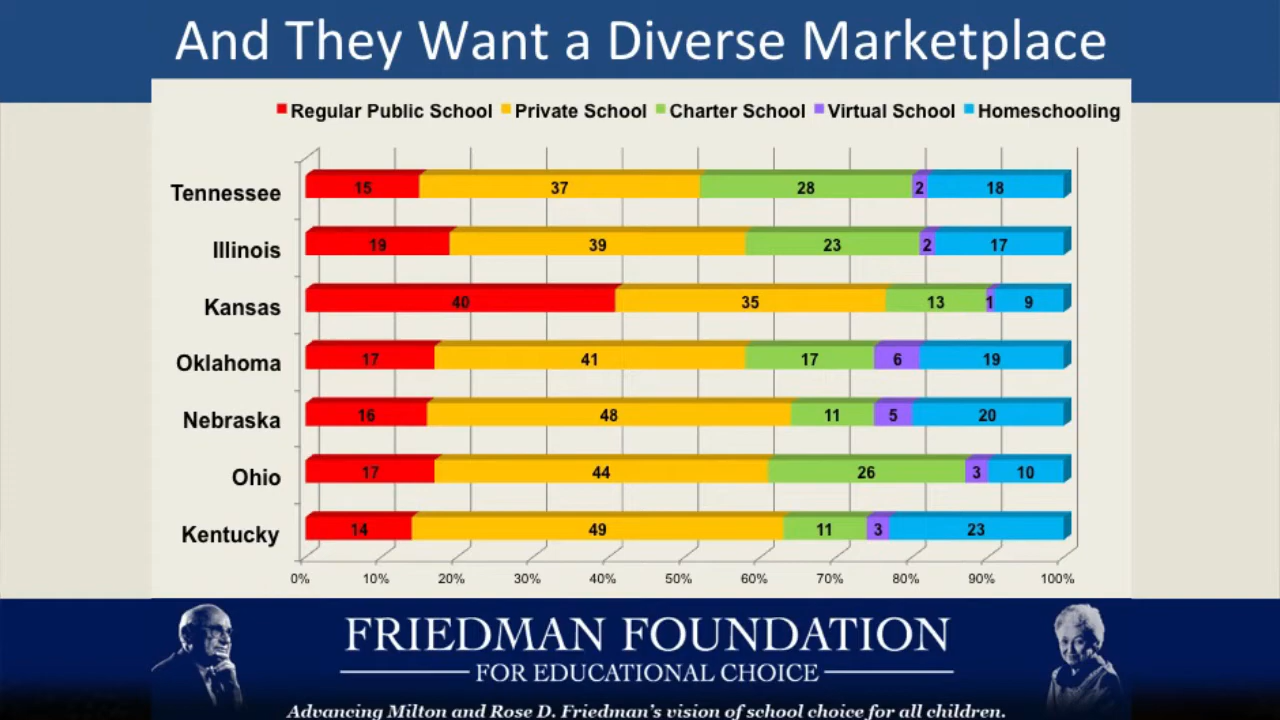 And They Want a Diverse Marketplace
Regular Public School Private School Charter School Virtual School Homeschooling
Tennessee 15 37 28 2 18
Illinois 19 39 23 2 17
Kansas 40 35 13 1 9
Oklahoma 17 41 17 6 19
Nebraska 16 48 11 5 20
Ohio 17 44 26 3 10
Kentucky 14 49 11 3 23
0% 10% 20% 30% 40% 50% 60% 70% 80% 90% 100%
FRIEDMAN FOUNDATION
FOR EDUCATIONAL CHOICE
Advancing Milton and Rose D. Friedman's vision of school choice for all children.